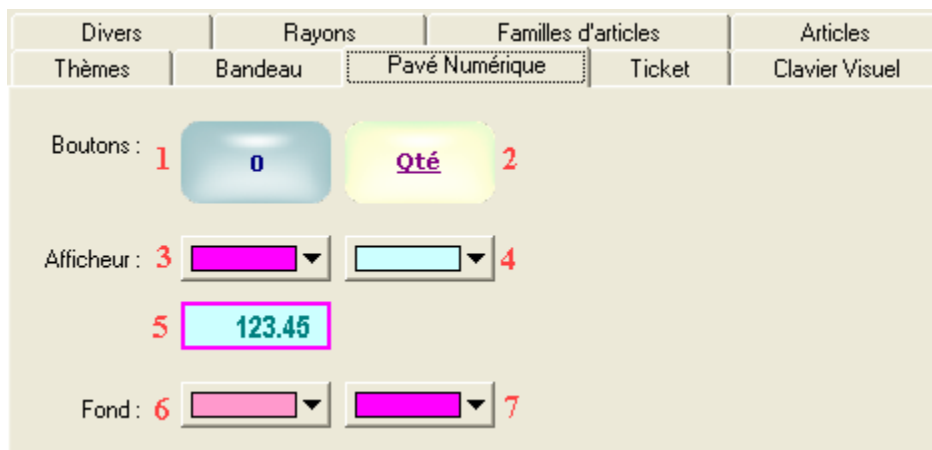 Divers Rayons Familles d'articles Articles
Thèmes Bandeau Pavé Numérique Ticket Clavier Visuel
Boutons : 1 0 Qté 2
Afficheur : 3 4
5 123.45
Fond : 6 7